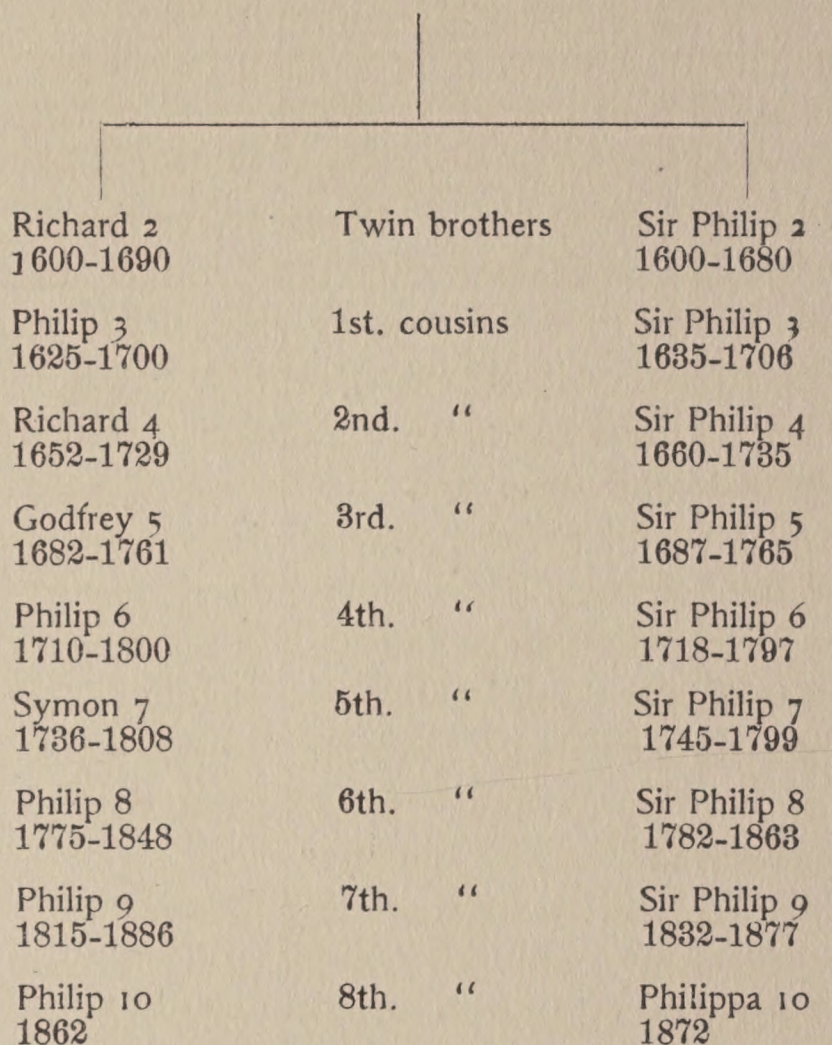 Richard 2 Twin brothers Sir Philip 2
1600-1690 1600-1680
Philip 3 1st. cousins Sir Philip 3
1625-1700 1635-1706
Richard 4 2nd. “ Sir Philip 4
1652-1729 1660-1735
Godfrey 5 3rd. “ Sir Philip 5
1682-1761 1687-1765
Philip 6 4th. “ Sir Philip 6
1710-1800 1718-1797
Symon 7 5th. “ Sir Philip 7
1736-1808 1745-1799
Philip 8 6th. “ Sir Philip 8
1775-1848 1782-1863
Philip 9 7th. “ Sir Philip 9
1815-1886 1832-1877
Philip 10 8th. “ Philippa 10
1862 1872